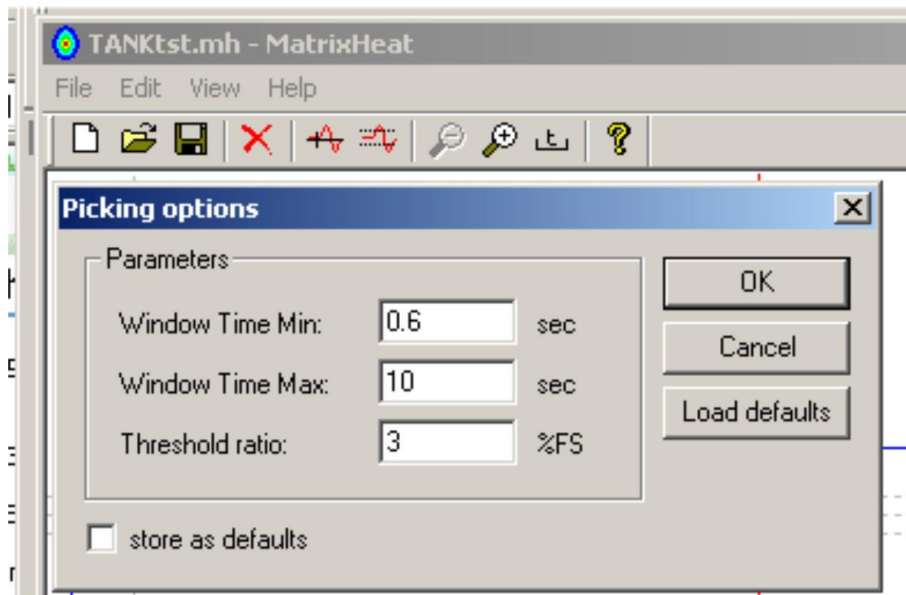 TANKtst.mh - MatrixHeat
File Edit View Help
Picking options
Parameters
Window Time Min: 0.6 sec
Window Time Max: 10 sec
Threshold ratio: 3 %FS
store as defaults
OK
Cancel
Load defaults